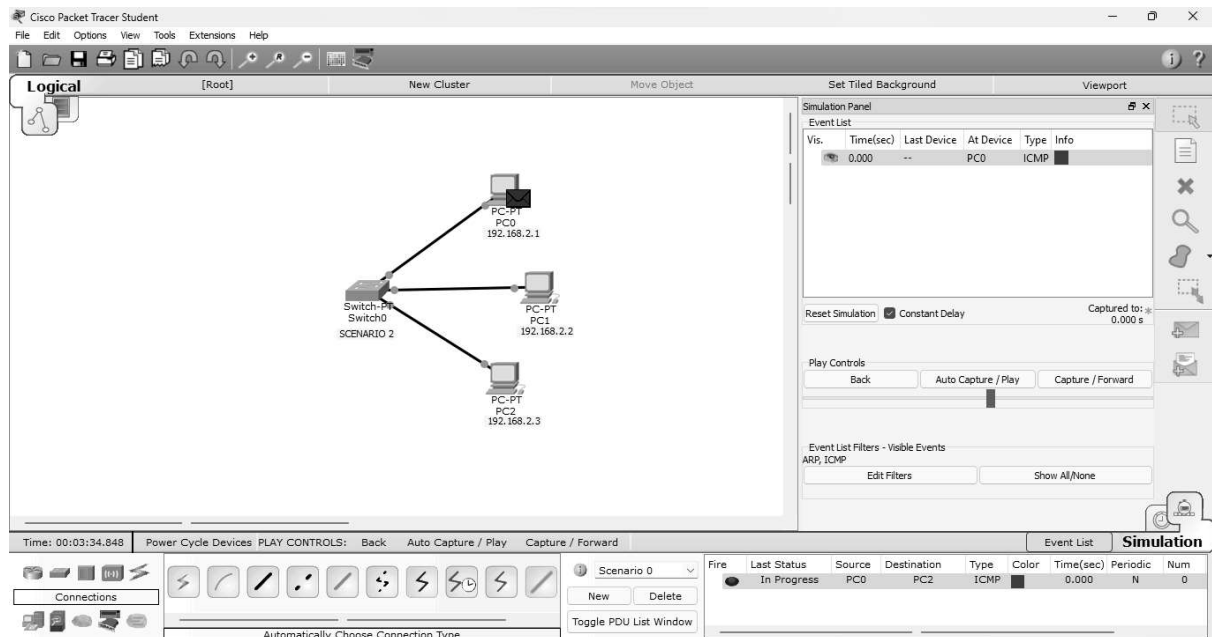 Cisco Packet Tracer Student
File Edit Options View Tools Extensions Help
Logical [Root] New Cluster Move Object Set Tiled Background Viewport
Simulation Panel
Event List
Vis. Time(sec) Last Device At Device Type Info
0.000 -- PC0 ICMP
PC-PT
PC0
192.168.2.1
Switch-PT
Switch0
SCENARIO 2
PC-PT
PC1
192.168.2.2
PC-PT
PC2
192.168.2.3
Reset Simulation Constant Delay Captured to: *
0.000 s
Play Controls
Back Auto Capture / Play Capture / Forward
Event List Filters - Visible Events
ARP, ICMP
Edit Filters Show All/None
Time: 00:03:34.848 Power Cycle Devices PLAY CONTROLS: Back Auto Capture / Play Capture / Forward Event List Simulation
Connections
Automatically Choose Connection Type
Scenario 0
New Delete
Toggle PDU List Window
Fire Last Status Source Destination Type Color Time(sec) Periodic Num
In Progress PC0 PC2 ICMP 0.000 N 0